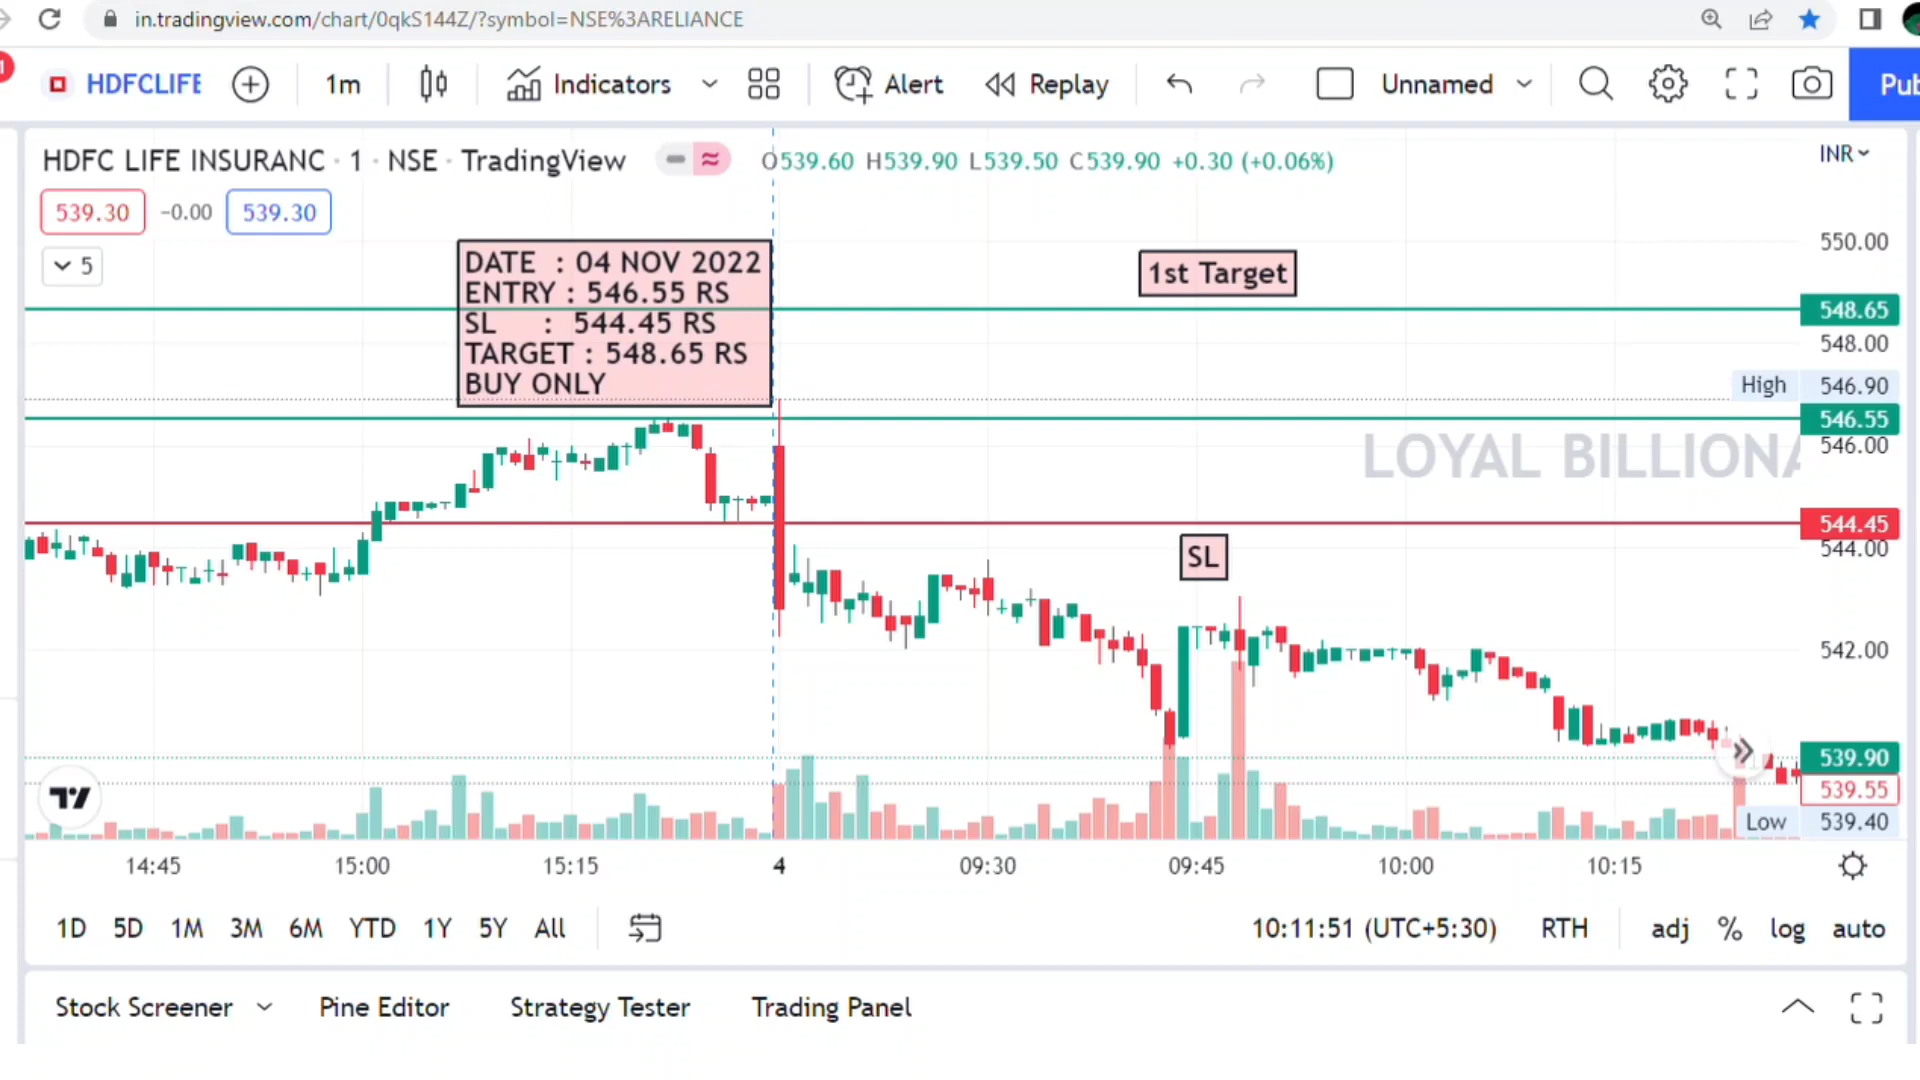 in.tradingview.com/chart/0qkS144Z/?symbol=NSE%3ARELIANCE
1
HDFCLIFE
1m
Indicators
Alert
Replay
Unnamed
Pub
HDFC LIFE INSURANC · 1 · NSE · TradingView
O539.60 H539.90 L539.50 C539.90 +0.30 (+0.06%)
INR
539.30 −0.00 539.30
5
DATE : 04 NOV 2022
ENTRY : 546.55 RS
SL : 544.45 RS
TARGET : 548.65 RS
BUY ONLY
1st Target
SL
LOYAL BILLIONA
550.00
548.65
548.00
High 546.90
546.55
546.00
544.45
544.00
542.00
539.90
539.55
Low 539.40
14:45 15:00 15:15 4 09:30 09:45 10:00 10:15
1D 5D 1M 3M 6M YTD 1Y 5Y All
10:11:51 (UTC+5:30) RTH adj % log auto
Stock Screener Pine Editor Strategy Tester Trading Panel